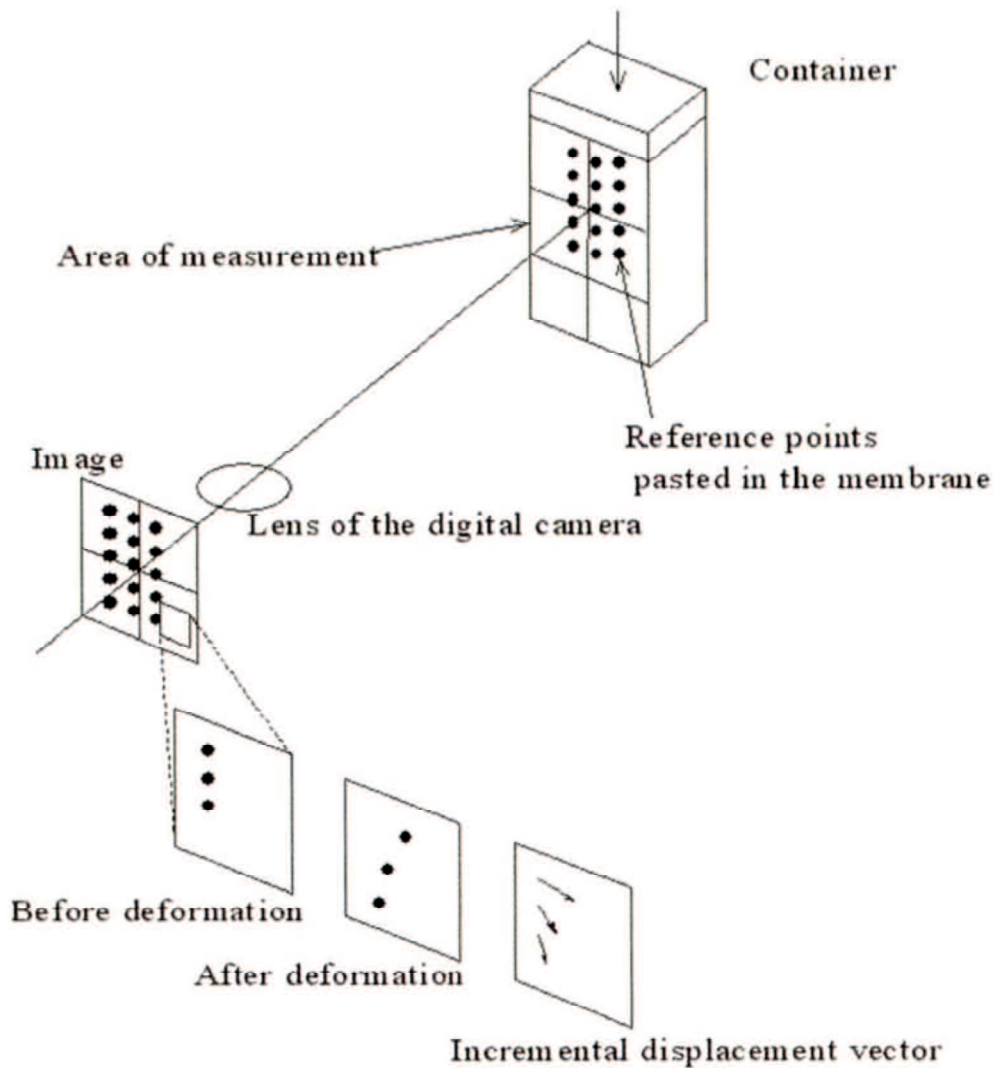 Container
Area of measurement
Reference points
pasted in the membrane
Image
Lens of the digital camera
Before deformation
After deformation
Incremental displacement vector